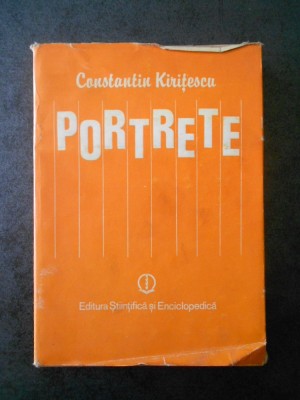 Constantin Kirițescu
PORTRETE
Editura Științifică și Enciclopedică